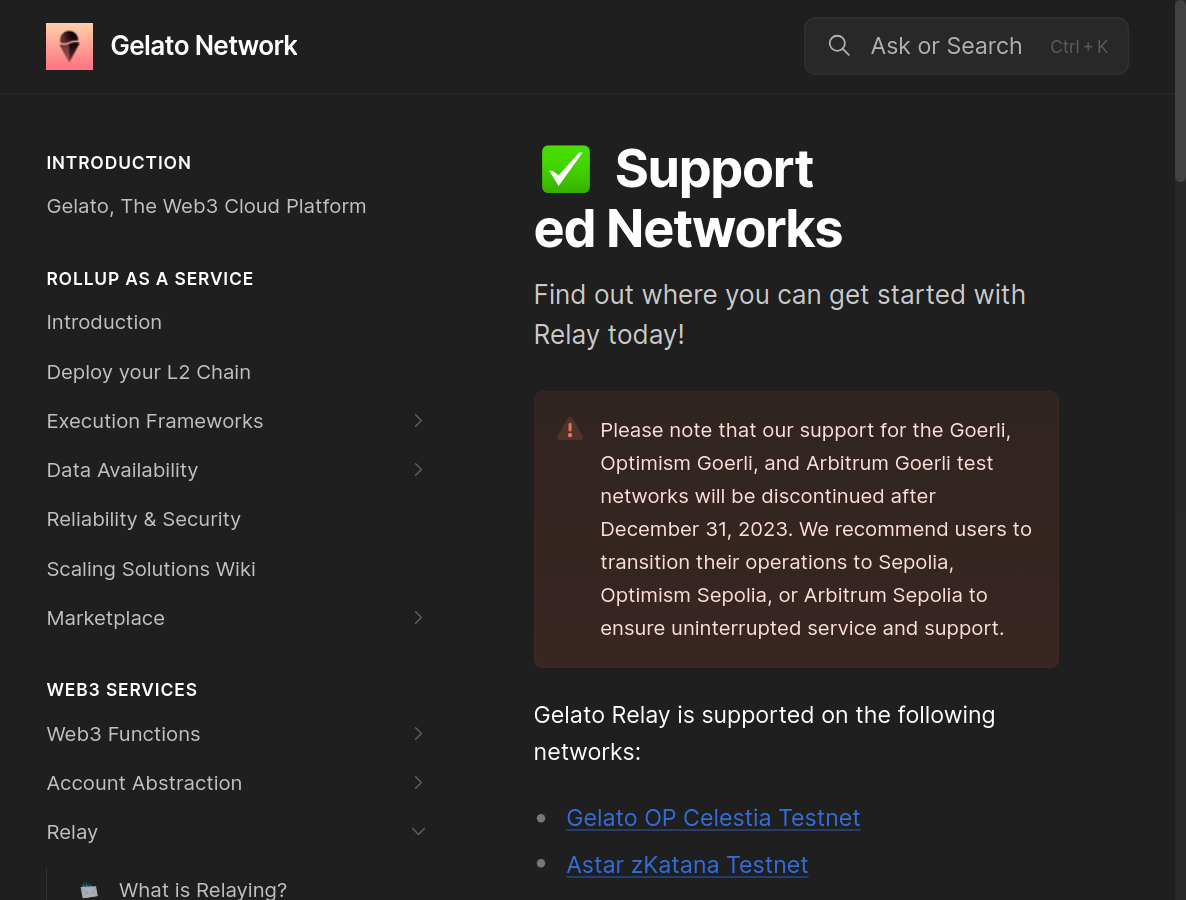 Gelato Network
Ask or Search Ctrl + K
INTRODUCTION
Gelato, The Web3 Cloud Platform
ROLLUP AS A SERVICE
Introduction
Deploy your L2 Chain
Execution Frameworks
Data Availability
Reliability & Security
Scaling Solutions Wiki
Marketplace
WEB3 SERVICES
Web3 Functions
Account Abstraction
Relay
What is Relaying?
✅ Support
ed Networks
Find out where you can get started with
Relay today!
Please note that our support for the Goerli,
Optimism Goerli, and Arbitrum Goerli test
networks will be discontinued after
December 31, 2023. We recommend users to
transition their operations to Sepolia,
Optimism Sepolia, or Arbitrum Sepolia to
ensure uninterrupted service and support.
Gelato Relay is supported on the following
networks:
Gelato OP Celestia Testnet
Astar zKatana Testnet